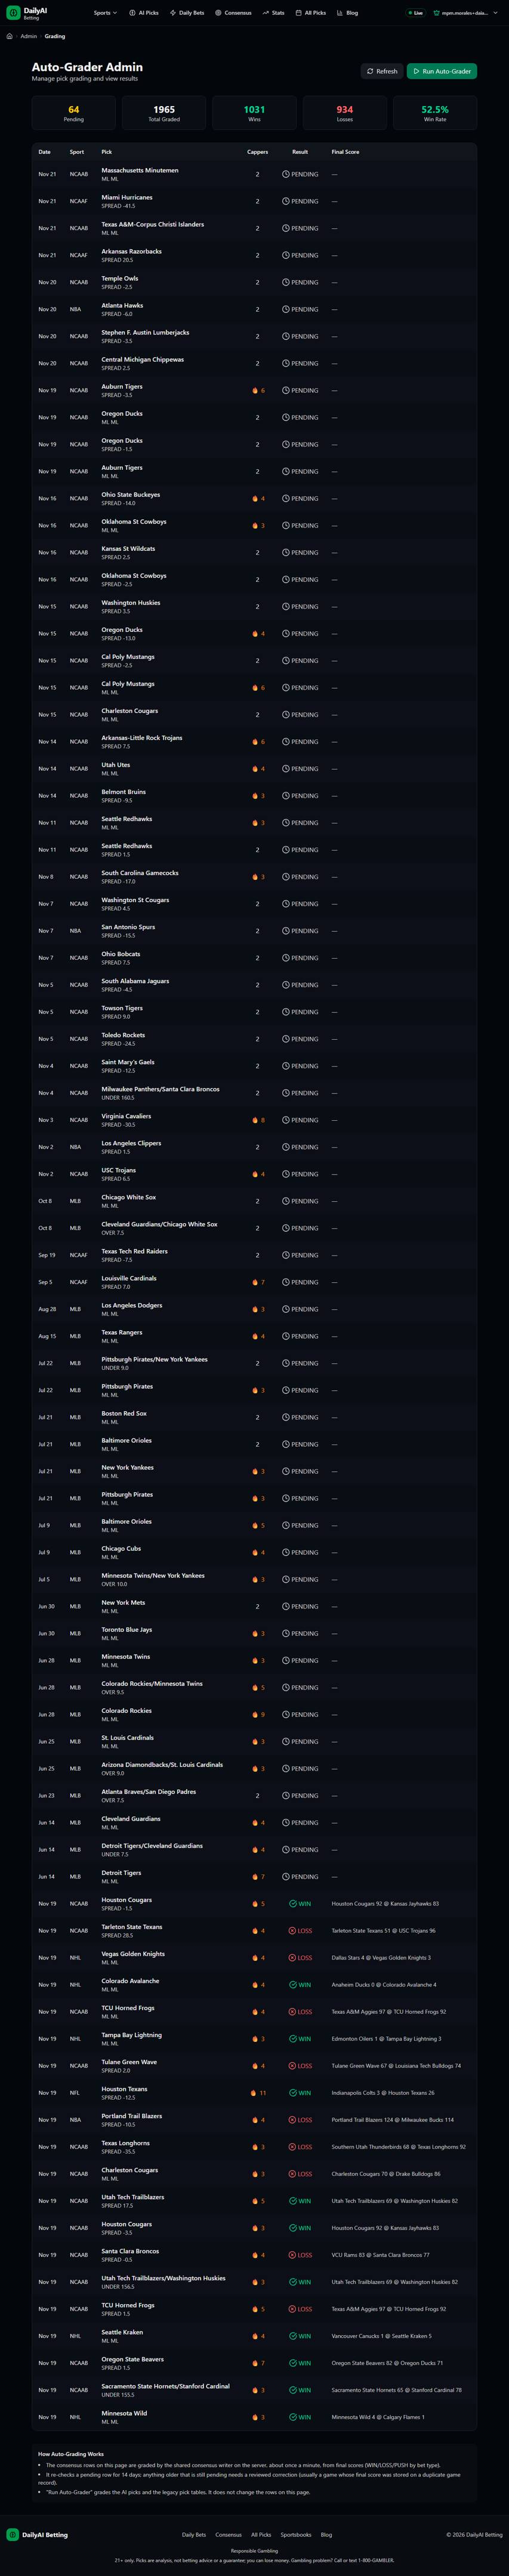 DailyAI
Betting
Sports
AI Picks
Daily Bets
Consensus
Stats
All Picks
Blog
Live
Admin
Grading
Auto-Grader Admin
Manage pick grading and view results
Refresh
Run Auto-Grader
64
Pending
1965
Total Graded
1031
Wins
934
Losses
52.5%
Win Rate
Date Sport Pick Cappers Result Final Score
Nov 21 NCAAB Massachusetts Minutemen 2 PENDING —
ML ML
Nov 21 NCAAF Miami Hurricanes 2 PENDING —
SPREAD -41.5
Nov 21 NCAAB Texas A&M-Corpus Christi Islanders 2 PENDING —
ML ML
Nov 21 NCAAF Arkansas Razorbacks 2 PENDING —
SPREAD 20.5
Nov 20 NCAAB Temple Owls 2 PENDING —
SPREAD -2.5
Nov 20 NBA Atlanta Hawks 2 PENDING —
SPREAD -6.0
Nov 20 NCAAB Stephen F. Austin Lumberjacks 2 PENDING —
SPREAD -3.5
Nov 20 NCAAB Central Michigan Chippewas 2 PENDING —
SPREAD 2.5
Nov 19 NCAAB Auburn Tigers 6 PENDING —
SPREAD -3.5
Nov 19 NCAAB Oregon Ducks 2 PENDING —
ML ML
Nov 19 NCAAB Oregon Ducks 2 PENDING —
SPREAD -1.5
Nov 19 NCAAB Auburn Tigers 2 PENDING —
ML ML
Nov 16 NCAAB Ohio State Buckeyes 4 PENDING —
SPREAD -14.0
Nov 16 NCAAB Oklahoma St Cowboys 3 PENDING —
ML ML
Nov 16 NCAAB Kansas St Wildcats 2 PENDING —
SPREAD 2.5
Nov 16 NCAAB Oklahoma St Cowboys 2 PENDING —
SPREAD -2.5
Nov 15 NCAAB Washington Huskies 2 PENDING —
SPREAD 3.5
Nov 15 NCAAB Oregon Ducks 4 PENDING —
SPREAD -13.0
Nov 15 NCAAB Cal Poly Mustangs 2 PENDING —
SPREAD -2.5
Nov 15 NCAAB Cal Poly Mustangs 6 PENDING —
ML ML
Nov 15 NCAAB Charleston Cougars 2 PENDING —
ML ML
Nov 14 NCAAB Arkansas-Little Rock Trojans 6 PENDING —
SPREAD 7.5
Nov 14 NCAAB Utah Utes 4 PENDING —
ML ML
Nov 14 NCAAB Belmont Bruins 3 PENDING —
SPREAD -9.5
Nov 11 NCAAB Seattle Redhawks 3 PENDING —
ML ML
Nov 11 NCAAB Seattle Redhawks 2 PENDING —
SPREAD 1.5
Nov 8 NCAAB South Carolina Gamecocks 3 PENDING —
SPREAD -17.0
Nov 7 NCAAB Washington St Cougars 2 PENDING —
SPREAD 4.5
Nov 7 NBA San Antonio Spurs 2 PENDING —
SPREAD -15.5
Nov 7 NCAAB Ohio Bobcats 2 PENDING —
SPREAD 7.5
Nov 5 NCAAB South Alabama Jaguars 2 PENDING —
SPREAD -4.5
Nov 5 NCAAB Towson Tigers 2 PENDING —
SPREAD 9.0
Nov 5 NCAAB Toledo Rockets 2 PENDING —
SPREAD -24.5
Nov 4 NCAAB Saint Mary's Gaels 2 PENDING —
SPREAD -12.5
Nov 4 NCAAB Milwaukee Panthers/Santa Clara Broncos 2 PENDING —
UNDER 160.5
Nov 3 NCAAB Virginia Cavaliers 8 PENDING —
SPREAD -30.5
Nov 2 NBA Los Angeles Clippers 2 PENDING —
SPREAD 1.5
Nov 2 NCAAB USC Trojans 4 PENDING —
SPREAD 6.5
Oct 8 MLB Chicago White Sox 2 PENDING —
ML ML
Oct 8 MLB Cleveland Guardians/Chicago White Sox 2 PENDING —
OVER 7.5
Sep 19 NCAAF Texas Tech Red Raiders 2 PENDING —
SPREAD -7.5
Sep 5 NCAAF Louisville Cardinals 7 PENDING —
SPREAD 7.0
Aug 28 MLB Los Angeles Dodgers 3 PENDING —
ML ML
Aug 15 MLB Texas Rangers 4 PENDING —
ML ML
Jul 22 MLB Pittsburgh Pirates/New York Yankees 2 PENDING —
UNDER 9.0
Jul 22 MLB Pittsburgh Pirates 3 PENDING —
ML ML
Jul 21 MLB Boston Red Sox 2 PENDING —
ML ML
Jul 21 MLB Baltimore Orioles 2 PENDING —
ML ML
Jul 21 MLB New York Yankees 3 PENDING —
ML ML
Jul 21 MLB Pittsburgh Pirates 3 PENDING —
ML ML
Jul 9 MLB Baltimore Orioles 5 PENDING —
ML ML
Jul 9 MLB Chicago Cubs 4 PENDING —
ML ML
Jul 5 MLB Minnesota Twins/New York Yankees 3 PENDING —
OVER 10.0
Jun 30 MLB New York Mets 2 PENDING —
ML ML
Jun 30 MLB Toronto Blue Jays 3 PENDING —
ML ML
Jun 28 MLB Minnesota Twins 3 PENDING —
ML ML
Jun 28 MLB Colorado Rockies/Minnesota Twins 5 PENDING —
OVER 9.5
Jun 28 MLB Colorado Rockies 9 PENDING —
ML ML
Jun 25 MLB St. Louis Cardinals 3 PENDING —
ML ML
Jun 25 MLB Arizona Diamondbacks/St. Louis Cardinals 3 PENDING —
OVER 9.0
Jun 23 MLB Atlanta Braves/San Diego Padres 2 PENDING —
OVER 7.5
Jun 14 MLB Cleveland Guardians 4 PENDING —
ML ML
Jun 14 MLB Detroit Tigers/Cleveland Guardians 4 PENDING —
UNDER 7.5
Jun 14 MLB Detroit Tigers 7 PENDING —
ML ML
Nov 19 NCAAB Houston Cougars 5 WIN Houston Cougars 92 @ Kansas Jayhawks 83
SPREAD -1.5
Nov 19 NCAAB Tarleton State Texans 4 LOSS Tarleton State Texans 51 @ USC Trojans 96
SPREAD 28.5
Nov 19 NHL Vegas Golden Knights 4 LOSS Dallas Stars 4 @ Vegas Golden Knights 3
ML ML
Nov 19 NHL Colorado Avalanche 4 WIN Anaheim Ducks 0 @ Colorado Avalanche 4
ML ML
Nov 19 NCAAB TCU Horned Frogs 4 LOSS Texas A&M Aggies 97 @ TCU Horned Frogs 92
ML ML
Nov 19 NHL Tampa Bay Lightning 3 WIN Edmonton Oilers 1 @ Tampa Bay Lightning 3
ML ML
Nov 19 NCAAB Tulane Green Wave 4 LOSS Tulane Green Wave 67 @ Louisiana Tech Bulldogs 74
SPREAD 2.0
Nov 19 NFL Houston Texans 11 WIN Indianapolis Colts 3 @ Houston Texans 26
SPREAD -12.5
Nov 19 NBA Portland Trail Blazers 4 LOSS Portland Trail Blazers 124 @ Milwaukee Bucks 114
SPREAD -10.5
Nov 19 NCAAB Texas Longhorns 3 LOSS Southern Utah Thunderbirds 68 @ Texas Longhorns 92
SPREAD -35.5
Nov 19 NCAAB Charleston Cougars 3 LOSS Charleston Cougars 70 @ Drake Bulldogs 86
ML ML
Nov 19 NCAAB Utah Tech Trailblazers 5 WIN Utah Tech Trailblazers 69 @ Washington Huskies 82
SPREAD 17.5
Nov 19 NCAAB Houston Cougars 3 WIN Houston Cougars 92 @ Kansas Jayhawks 83
SPREAD -3.5
Nov 19 NCAAB Santa Clara Broncos 4 LOSS VCU Rams 83 @ Santa Clara Broncos 77
SPREAD -0.5
Nov 19 NCAAB Utah Tech Trailblazers/Washington Huskies 3 WIN Utah Tech Trailblazers 69 @ Washington Huskies 82
UNDER 156.5
Nov 19 NCAAB TCU Horned Frogs 5 LOSS Texas A&M Aggies 97 @ TCU Horned Frogs 92
SPREAD 1.5
Nov 19 NHL Seattle Kraken 4 WIN Vancouver Canucks 1 @ Seattle Kraken 5
ML ML
Nov 19 NCAAB Oregon State Beavers 7 WIN Oregon State Beavers 82 @ Oregon Ducks 71
SPREAD 1.5
Nov 19 NCAAB Sacramento State Hornets/Stanford Cardinal 3 WIN Sacramento State Hornets 65 @ Stanford Cardinal 78
UNDER 155.5
Nov 19 NHL Minnesota Wild 3 WIN Minnesota Wild 4 @ Calgary Flames 1
ML ML
How Auto-Grading Works
• The consensus rows on this page are graded by the shared consensus writer on the server, about once a minute, from final scores (WIN/LOSS/PUSH by bet type).
• It re-checks a pending row for 14 days; anything older that is still pending needs a reviewed correction (usually a game whose final score was stored on a duplicate game
record).
• "Run Auto-Grader" grades the AI picks and the legacy pick tables. It does not change the rows on this page.
DailyAI Betting
Daily Bets
Consensus
All Picks
Sportsbooks
Blog
© 2026 DailyAI Betting
Responsible Gambling
21+ only. Picks are analysis, not betting advice or a guarantee; you can lose money. Gambling problem? Call or text 1-800-GAMBLER.